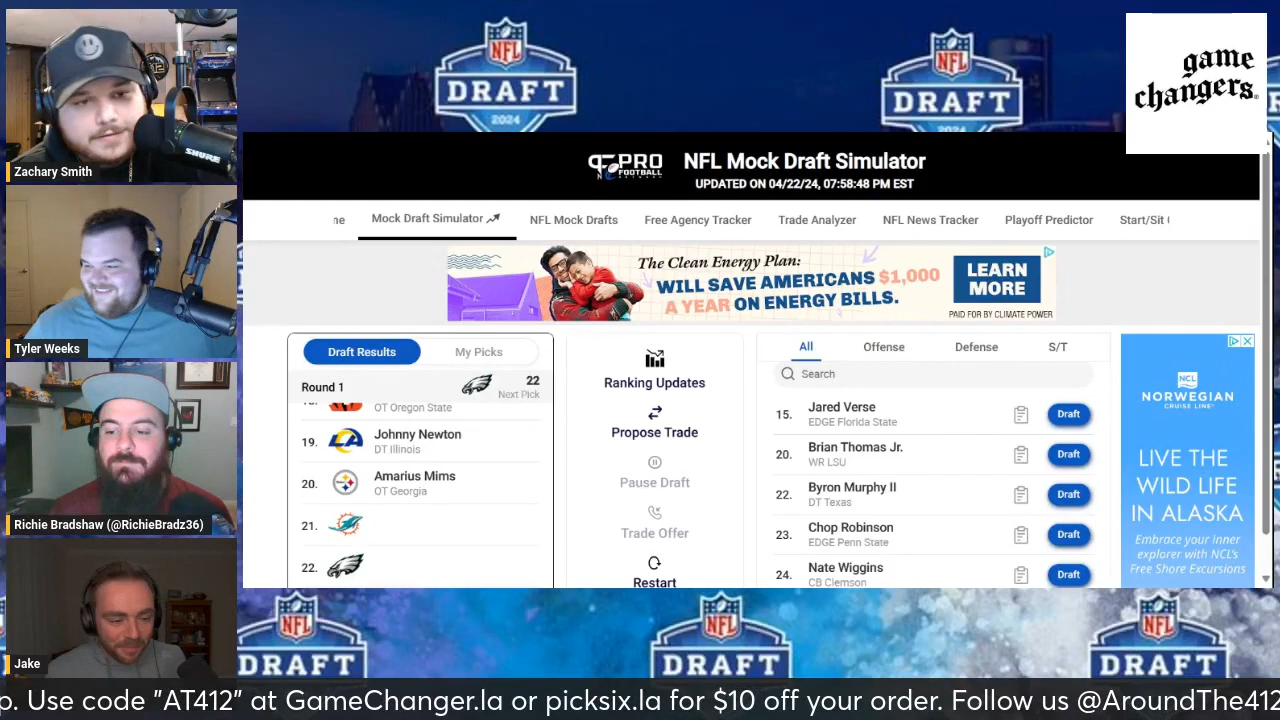 Zachary Smith
SHURE
Tyler Weeks
Richie Bradshaw (@RichieBradz36)
Jake
NFL
DRAFT
2024
NFL
DRAFT
2024
game
changers
PRO
FOOTBALL
NETWORK
NFL Mock Draft Simulator
UPDATED ON 04/22/24, 07:58:48 PM EST
ne
Mock Draft Simulator
NFL Mock Drafts
Free Agency Tracker
Trade Analyzer
NFL News Tracker
Playoff Predictor
Start/Sit
The Clean Energy Plan:
WILL SAVE AMERICANS $1,000
A YEAR ON ENERGY BILLS.
LEARN
MORE
PAID FOR BY CLIMATE POWER
Draft Results
My Picks
Round 1
22
Next Pick
OT Oregon State
19.
Johnny Newton
DT Illinois
20.
Amarius Mims
OT Georgia
21.
22.
Ranking Updates
Propose Trade
Pause Draft
Trade Offer
Restart
All
Offense
Defense
S/T
Search
15.
Jared Verse
EDGE Florida State
Draft
20.
Brian Thomas Jr.
WR LSU
Draft
22.
Byron Murphy II
DT Texas
Draft
23.
Chop Robinson
EDGE Penn State
Draft
24.
Nate Wiggins
CB Clemson
Draft
NCL
NORWEGIAN
CRUISE LINE®
LIVE THE
WILD LIFE
IN ALASKA
Embrace your inner
explorer with NCL's
Free Shore Excursions
NFL
DRAFT
NFL
DRAFT
NFL
DRAFT
p. Use code "AT412" at GameChanger.la or picksix.la for $10 off your order. Follow us @AroundThe412